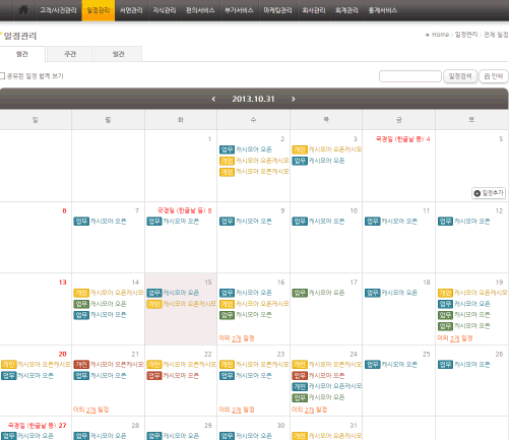 고객/사건관리 일정관리 서면관리 지식관리 편의서비스 부가서비스 마케팅관리 회사관리 회계관리 통계서비스
일정관리
Home 일정관리 전체 일정
월간 주간 일간
공유된 일정 함께 보기
일정검색 인쇄
< 2013.10.31 >
일 월 화 수 목 금 토
1 2 3 국경일 (한글날 등) 4 5
업무 캐시모아 오픈 개인 캐시모아 오픈캐시모
개인 캐시모아 오픈캐시모 업무 캐시모아 오픈
개인 캐시모아 오픈캐시모
일정추가
6 7 국경일 (한글날 등) 8 9 10 11 12
업무 캐시모아 오픈 업무 캐시모아 오픈 업무 캐시모아 오픈 업무 캐시모아 오픈 업무 캐시모아 오픈 업무 캐시모아 오픈
13 14 15 16 17 18 19
개인 캐시모아 오픈캐시모 업무 캐시모아 오픈 업무 캐시모아 오픈 업무 캐시모아 오픈 업무 캐시모아 오픈 개인 캐시모아 오픈캐시모
업무 캐시모아 오픈 개인 캐시모아 오픈캐시모 개인 캐시모아 오픈캐시모 업무 캐시모아 오픈
업무 캐시모아 오픈 업무 캐시모아 오픈 업무 캐시모아 오픈
업무 캐시모아 오픈 업무 캐시모아 오픈
이외 2개 일정 이외 2개 일정
20 21 22 23 24 25 26
개인 캐시모아 오픈캐시모 개인 캐시모아 오픈캐시모 개인 캐시모아 오픈캐시모 개인 캐시모아 오픈캐시모 개인 캐시모아 오픈캐시모 업무 캐시모아 오픈 업무 캐시모아 오픈
업무 캐시모아 오픈 업무 캐시모아 오픈 업무 캐시모아 오픈 업무 캐시모아 오픈 업무 캐시모아 오픈
개인 캐시모아 오픈캐시모
업무 캐시모아 오픈
이외 2개 일정 이외 2개 일정 이외 2개 일정
국경일 (한글날 등) 27 28 29 30 31
업무 캐시모아 오픈 업무 캐시모아 오픈 업무 캐시모아 오픈 업무 캐시모아 오픈 개인 캐시모아 오픈캐시모